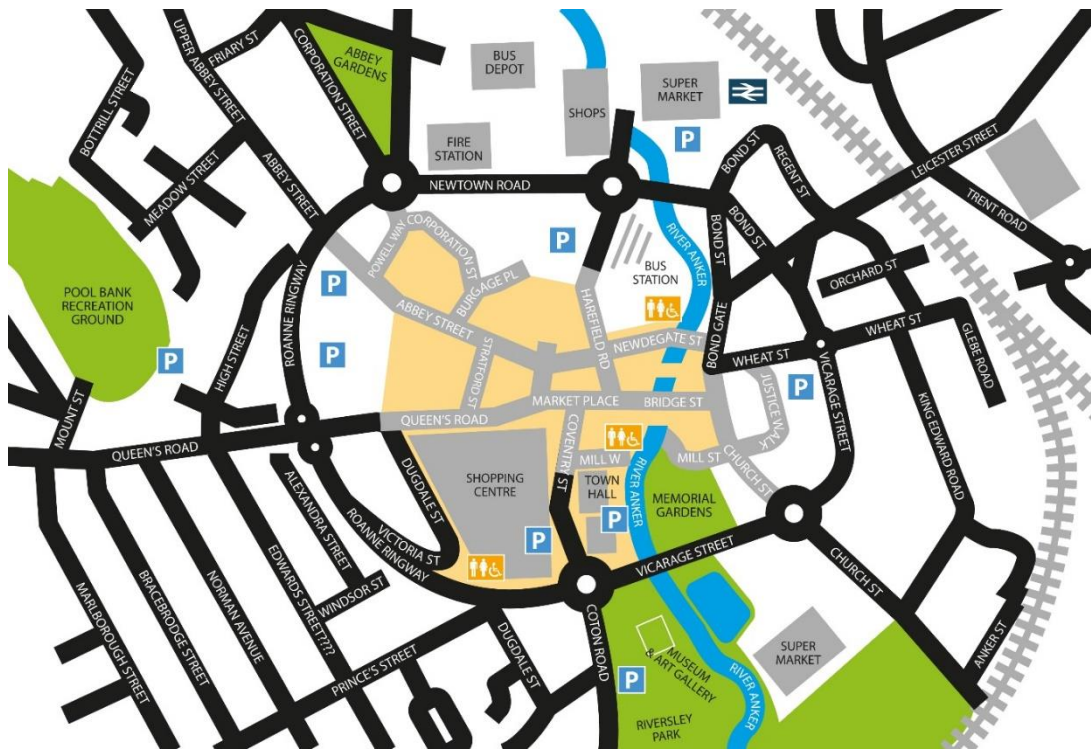 UPPER ABBEY STREET
FRIARY ST
CORPORATION STREET
ABBEY
GARDENS
BUS
DEPOT
SHOPS
SUPER
MARKET
P
BOTTRILL STREET
MEADOW STREET
ABBEY STREET
FIRE
STATION
NEWTOWN ROAD
BOND ST
REGENT ST
LEICESTER STREET
TRENT ROAD
POOL BANK
RECREATION
GROUND
P
HIGH STREET
ROANNE RINGWAY
P
P
POWELL WAY
CORPORATION ST
BURGAGE PL
ABBEY STREET
STRATFORD ST
P
HAREFIELD RD
BUS
STATION
RIVER ANKER
BOND ST
BOND ST
NEWDEGATE ST
BOND GATE
WHEAT ST
ORCHARD ST
WHEAT ST
GLEBE ROAD
P
JUSTICE WALK
VICARAGE STREET
KING EDWARD ROAD
MOUNT ST
QUEEN'S ROAD
QUEEN'S ROAD
MARKET PLACE
BRIDGE ST
COVENTRY ST
MILL W
MILL ST
CHURCH ST
SHOPPING
CENTRE
TOWN
HALL
P
P
RIVER ANKER
MEMORIAL
GARDENS
DUGDALE ST
VICTORIA ST
ROANNE RINGWAY
ALEXANDRA STREET
WINDSOR ST
EDWARDS STREET????
NORMAN AVENUE
BRACEBRODGE STREET
MARLBOROUGH STREET
PRINCE'S STREET
DUGDALE ST
COTON ROAD
VICARAGE STREET
CHURCH ST
ANKER ST
SUPER
MARKET
P
MUSEUM
& ART GALLERY
RIVERSLEY
PARK
RIVER ANKER